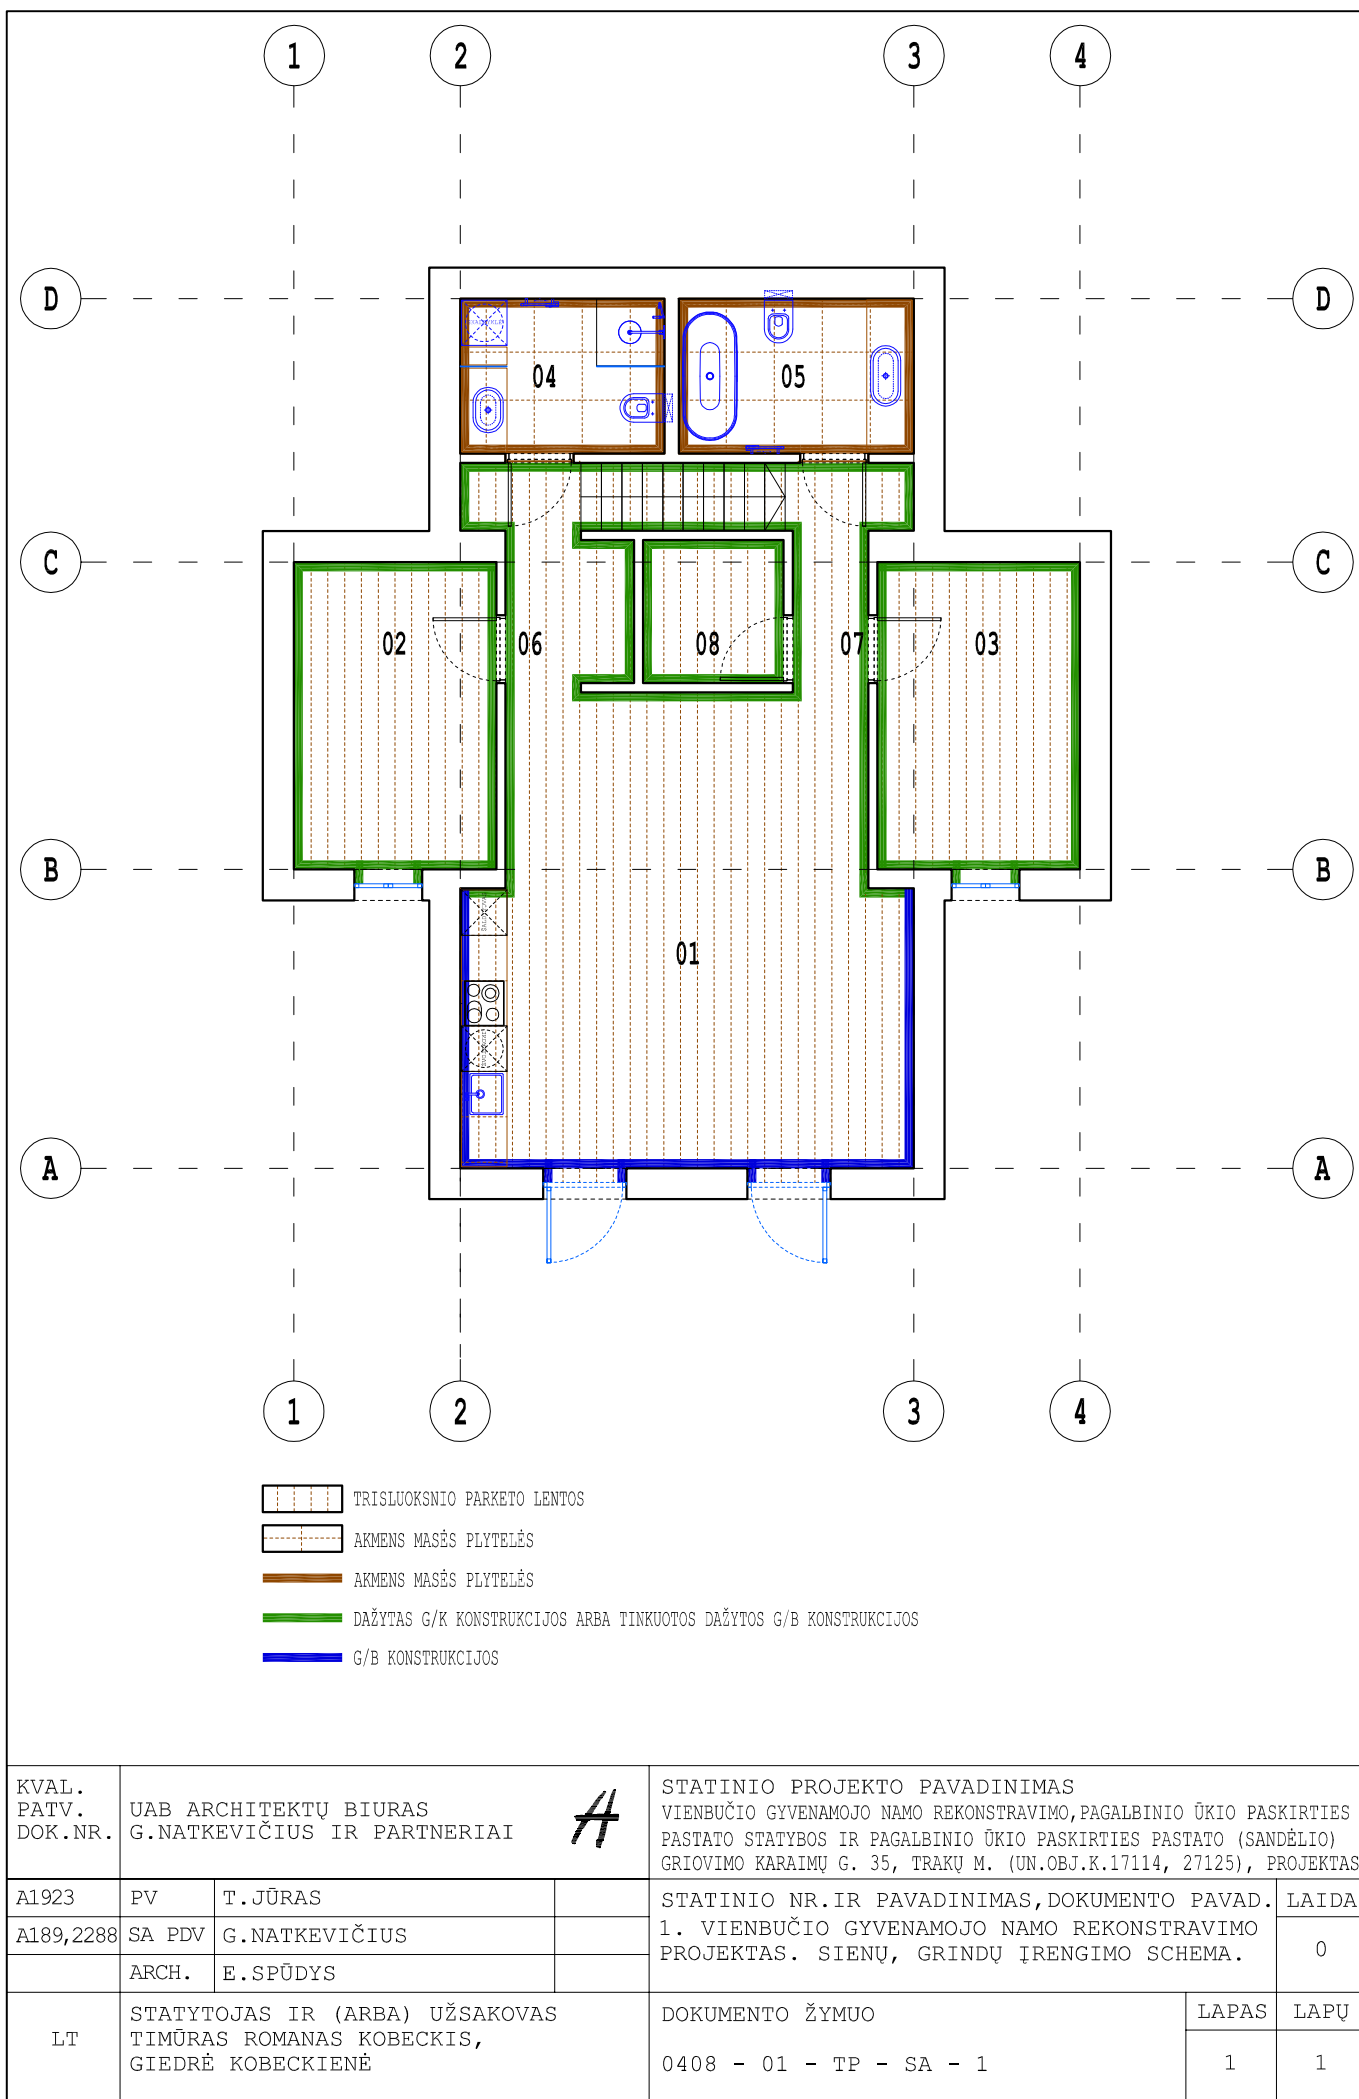 1 2 3 4
D D
04 05
C C
02 06 08 07 03
B B
01
A A
1 2 3 4
TRISLUOKSNIO PARKETO LENTOS
AKMENS MASĖS PLYTELĖS
AKMENS MASĖS PLYTELĖS
DAŽYTAS G/K KONSTRUKCIJOS ARBA TINKUOTOS DAŽYTOS G/B KONSTRUKCIJOS
G/B KONSTRUKCIJOS
KVAL.
PATV.
DOK.NR.
UAB ARCHITEKTŲ BIURAS
G.NATKEVIČIUS IR PARTNERIAI
STATINIO PROJEKTO PAVADINIMAS
VIENBUČIO GYVENAMOJO NAMO REKONSTRAVIMO,PAGALBINIO ŪKIO PASKIRTIES
PASTATO STATYBOS IR PAGALBINIO ŪKIO PASKIRTIES PASTATO (SANDĖLIO)
GRIOVIMO KARAIMŲ G. 35, TRAKŲ M. (UN.OBJ.K.17114, 27125), PROJEKTAS
A1923 PV T.JŪRAS
A189,2288 SA PDV G.NATKEVIČIUS
ARCH. E.SPŪDYS
STATINIO NR.IR PAVADINIMAS,DOKUMENTO PAVAD.
1. VIENBUČIO GYVENAMOJO NAMO REKONSTRAVIMO
PROJEKTAS. SIENŲ, GRINDŲ ĮRENGIMO SCHEMA.
LAIDA
0
LT
STATYTOJAS IR (ARBA) UŽSAKOVAS
TIMŪRAS ROMANAS KOBECKIS,
GIEDRĖ KOBECKIENĖ
DOKUMENTO ŽYMUO
0408 - 01 - TP - SA - 1
LAPAS LAPŲ
1 1